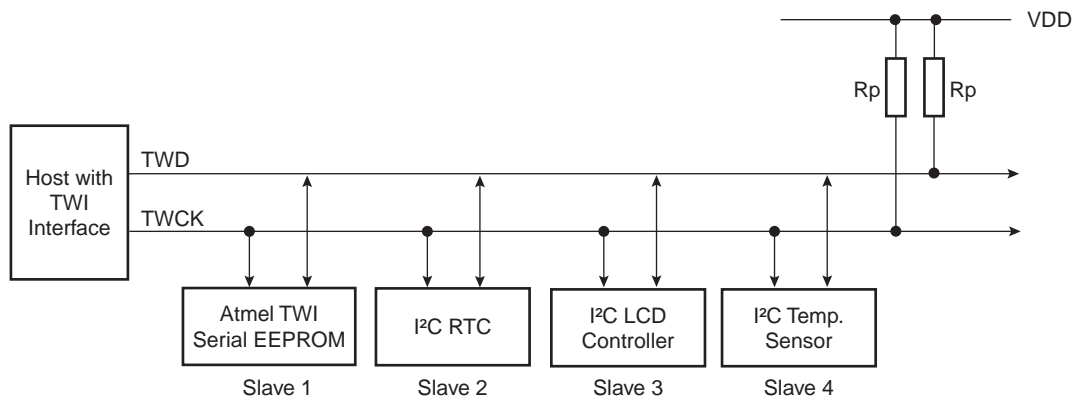 VDD
Rp
Rp
Host with
TWI
Interface
TWD
TWCK
Atmel TWI
Serial EEPROM
I²C RTC
I²C LCD
Controller
I²C Temp.
Sensor
Slave 1
Slave 2
Slave 3
Slave 4